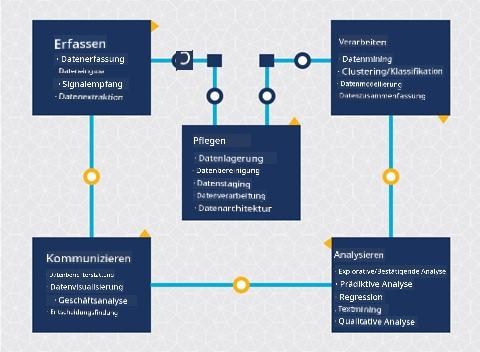 Erfassen
· Datenerfassung
Dateneingabe
· Signalempfang
· Datenextraktion
Verarbeiten
· Datenmining
· Clustering/Klassifikation
· Datenmodellierung
Datenzusammenfassung
Pflegen
· Datenlagerung
· Datenbereinigung
· Datenstaging
· Datenverarbeitung
· Datenarchitektur
Kommunizieren
· Datenberichterstattung
· Datenvisualisierung
· Geschäftsanalyse
· Entscheidungsfindung
Analysieren
· Explorative/Bestätigende Analyse
· Prädiktive Analyse
· Regression
· Textmining
· Qualitative Analyse